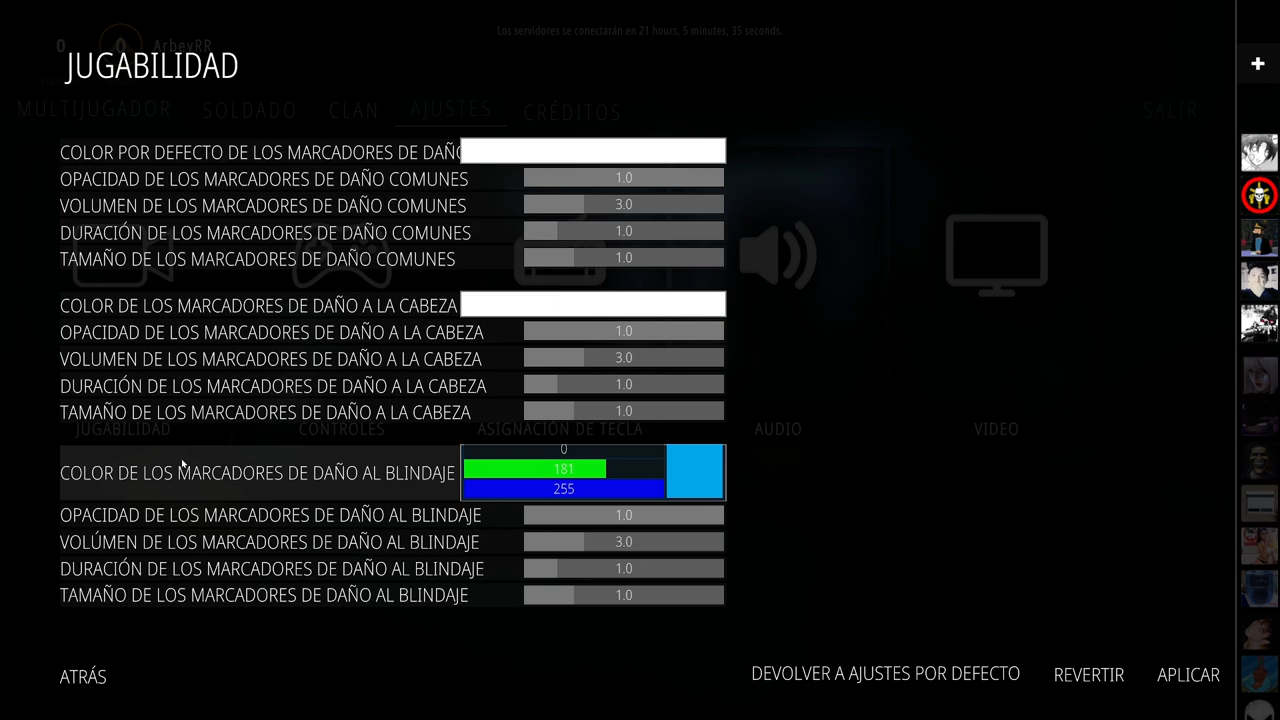 Los servidores se conectarán en 21 hours, 5 minutes, 35 seconds.
0
0
ArbeyRR
JUGABILIDAD
MULTIJUGADOR
SOLDADO
CLAN
AJUSTES
CRÉDITOS
SALIR
COLOR POR DEFECTO DE LOS MARCADORES DE DAÑO
OPACIDAD DE LOS MARCADORES DE DAÑO COMUNES 1.0
VOLUMEN DE LOS MARCADORES DE DAÑO COMUNES 3.0
DURACIÓN DE LOS MARCADORES DE DAÑO COMUNES 1.0
TAMAÑO DE LOS MARCADORES DE DAÑO COMUNES 1.0
COLOR DE LOS MARCADORES DE DAÑO A LA CABEZA
OPACIDAD DE LOS MARCADORES DE DAÑO A LA CABEZA 1.0
VOLUMEN DE LOS MARCADORES DE DAÑO A LA CABEZA 3.0
DURACIÓN DE LOS MARCADORES DE DAÑO A LA CABEZA 1.0
TAMAÑO DE LOS MARCADORES DE DAÑO A LA CABEZA 1.0
JUGABILIDAD
CONTROLES
ASIGNACIÓN DE TECLA
AUDIO
VIDEO
COLOR DE LOS MARCADORES DE DAÑO AL BLINDAJE
0
181
255
OPACIDAD DE LOS MARCADORES DE DAÑO AL BLINDAJE 1.0
VOLÚMEN DE LOS MARCADORES DE DAÑO AL BLINDAJE 3.0
DURACIÓN DE LOS MARCADORES DE DAÑO AL BLINDAJE 1.0
TAMAÑO DE LOS MARCADORES DE DAÑO AL BLINDAJE 1.0
ATRÁS
DEVOLVER A AJUSTES POR DEFECTO
REVERTIR
APLICAR